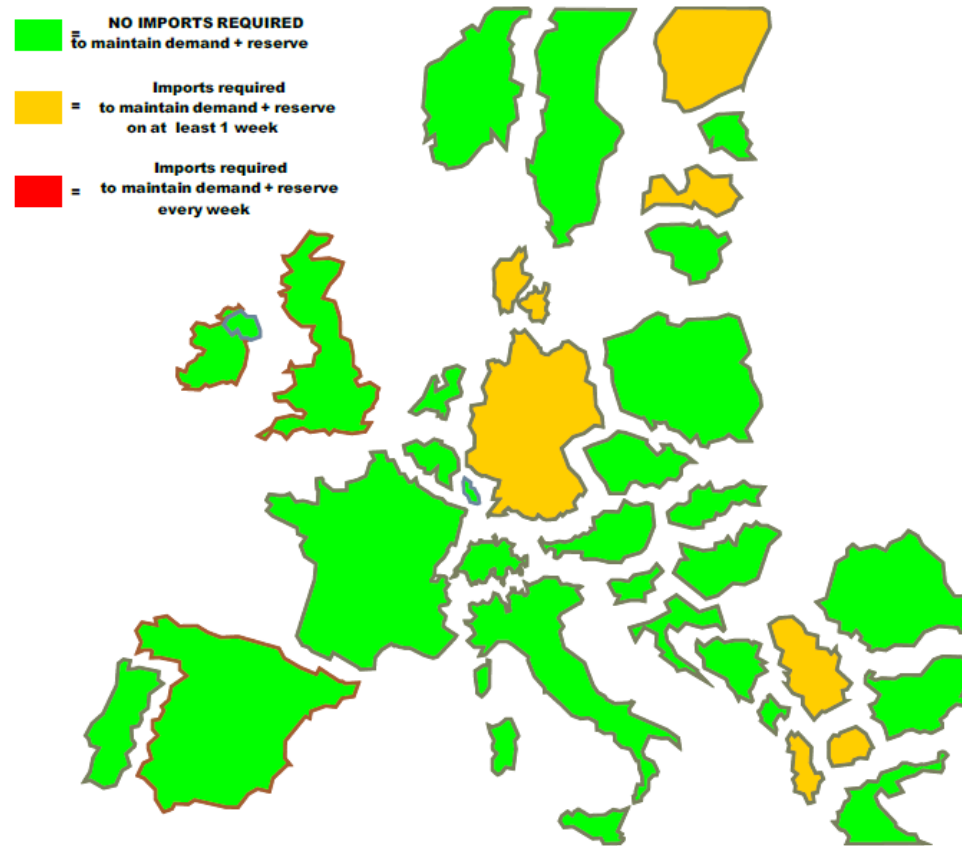 = NO IMPORTS REQUIRED
to maintain demand + reserve
Imports required
= to maintain demand + reserve
on at least 1 week
Imports required
= to maintain demand + reserve
every week